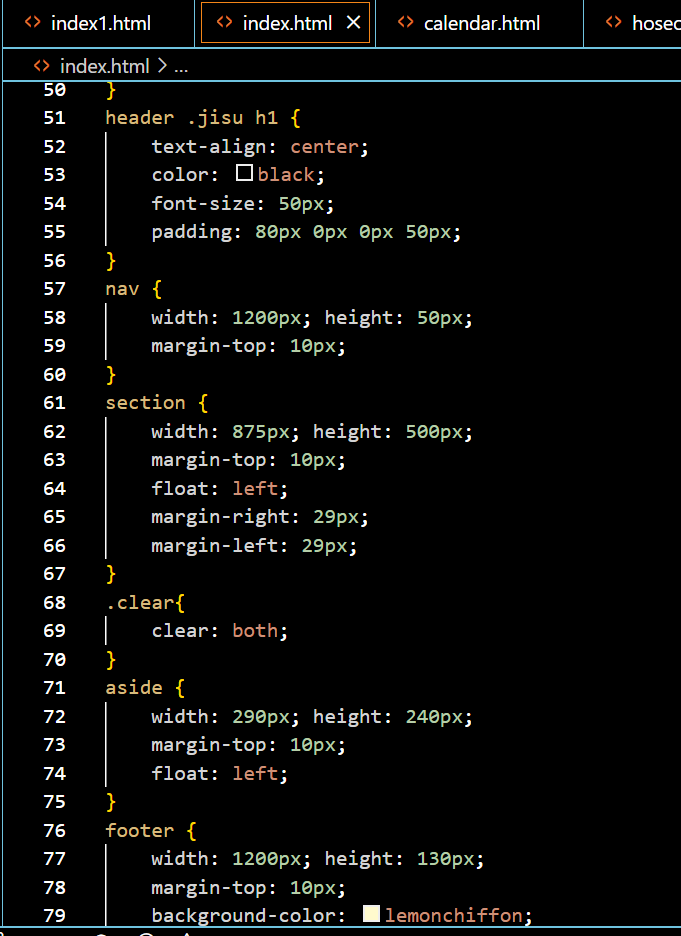 index1.html index.html calendar.html hosec
index.html > ...
50 }
51 header .jisu h1 {
52 text-align: center;
53 color: black;
54 font-size: 50px;
55 padding: 80px 0px 0px 50px;
56 }
57 nav {
58 width: 1200px; height: 50px;
59 margin-top: 10px;
60 }
61 section {
62 width: 875px; height: 500px;
63 margin-top: 10px;
64 float: left;
65 margin-right: 29px;
66 margin-left: 29px;
67 }
68 .clear{
69 clear: both;
70 }
71 aside {
72 width: 290px; height: 240px;
73 margin-top: 10px;
74 float: left;
75 }
76 footer {
77 width: 1200px; height: 130px;
78 margin-top: 10px;
79 background-color: lemonchiffon;